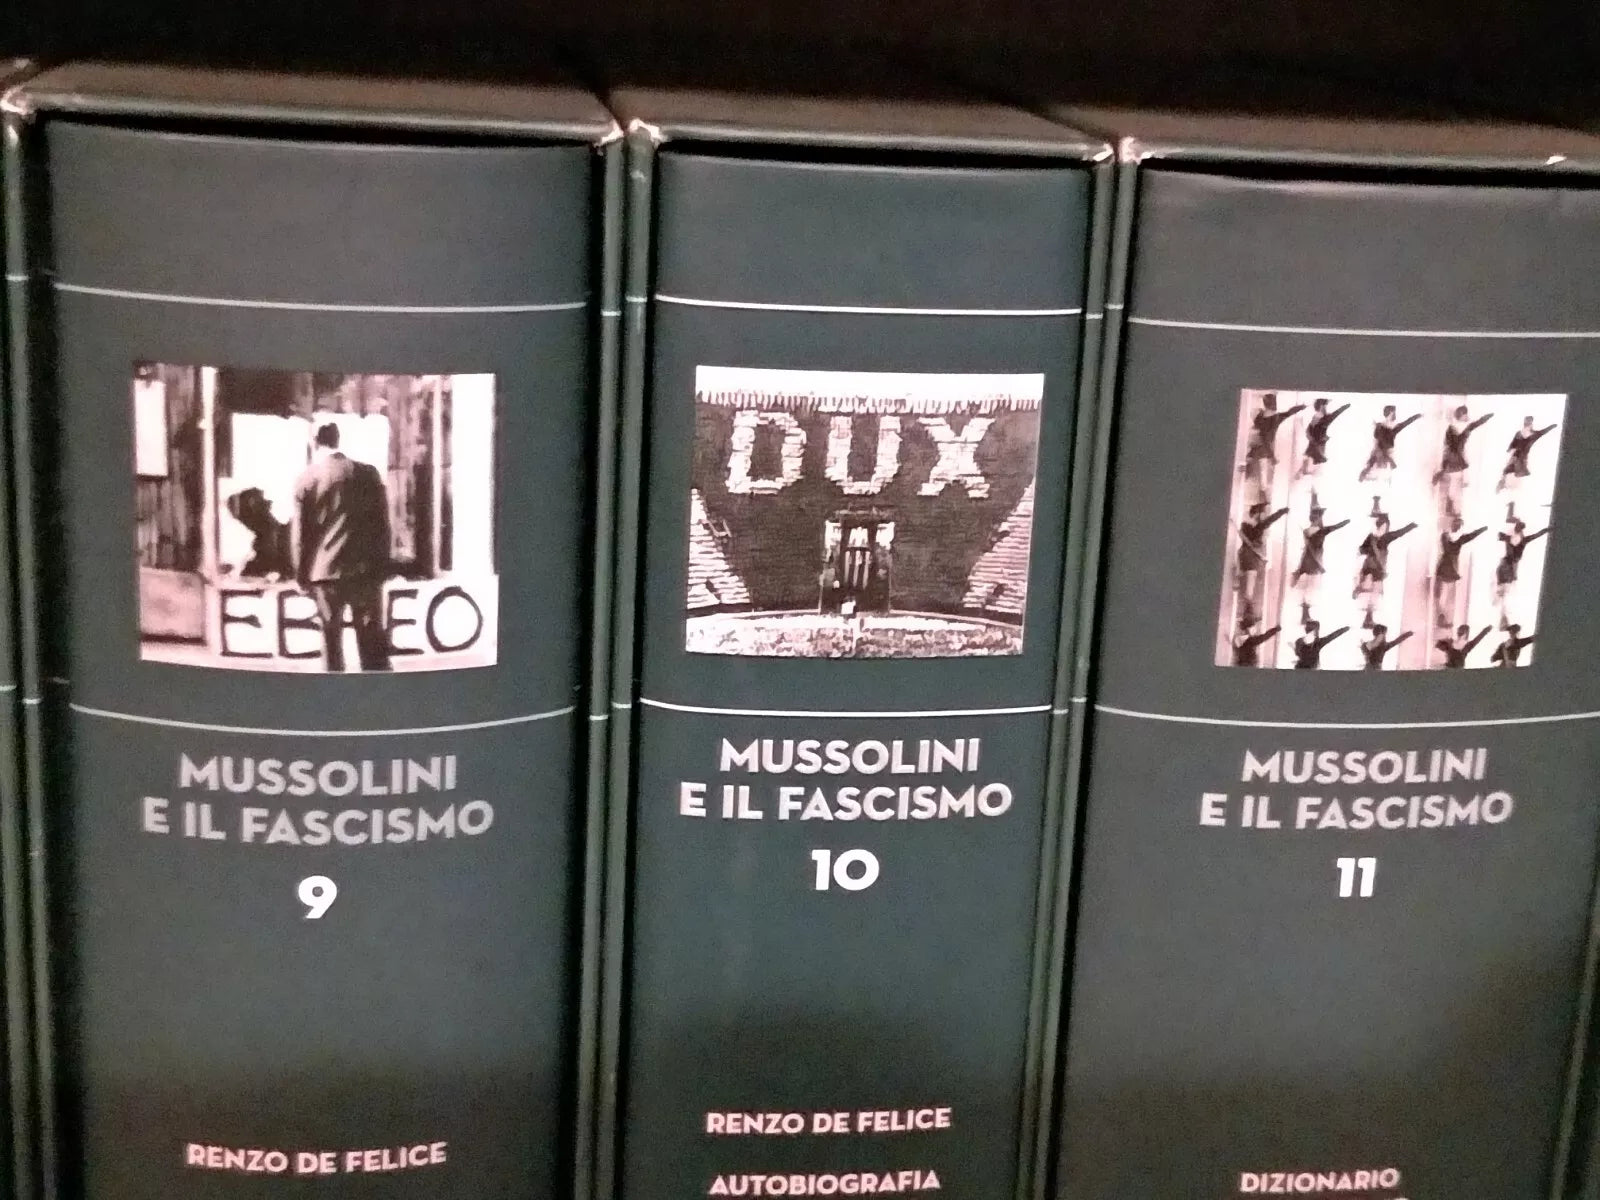 EBREO
MUSSOLINI
E IL FASCISMO
9
RENZO DE FELICE
DUX
MUSSOLINI
E IL FASCISMO
10
RENZO DE FELICE
AUTOBIOGRAFIA
MUSSOLINI
E IL FASCISMO
11
DIZIONARIO